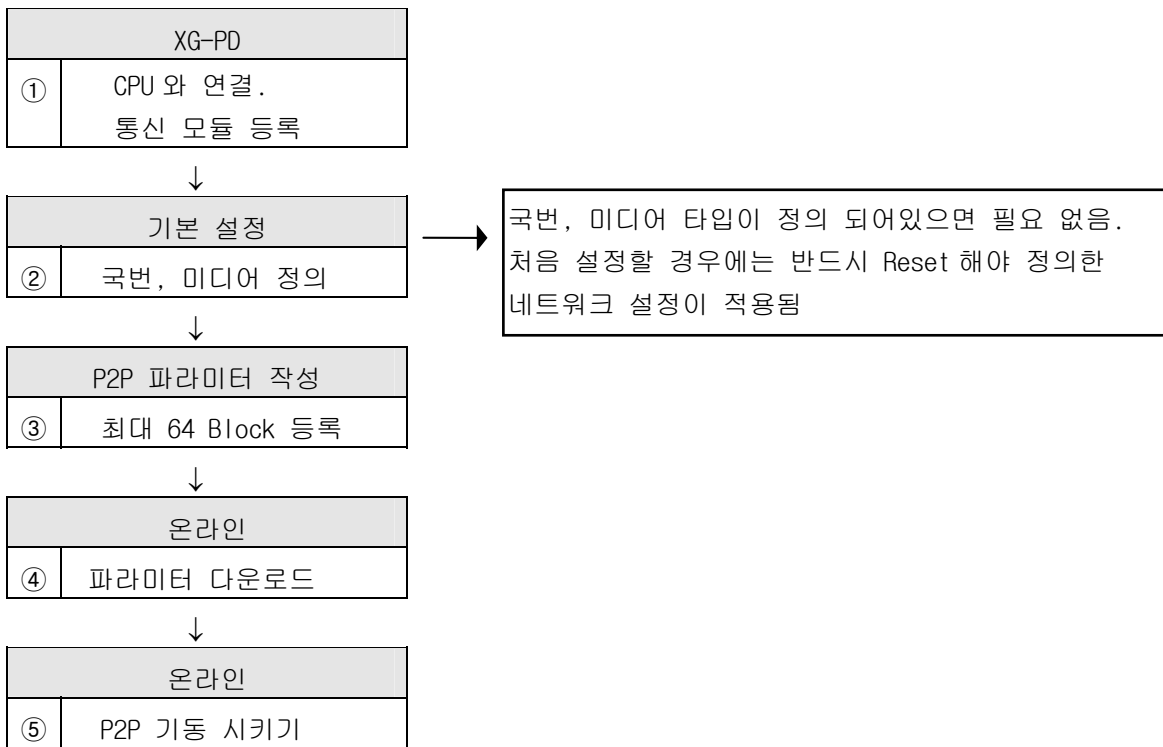 XG-PD
① CPU 와 연결.
통신 모듈 등록
↓
기본 설정
② 국번, 미디어 정의
국번, 미디어 타입이 정의 되어있으면 필요 없음.
처음 설정할 경우에는 반드시 Reset 해야 정의한
네트워크 설정이 적용됨
↓
P2P 파라미터 작성
③ 최대 64 Block 등록
↓
온라인
④ 파라미터 다운로드
↓
온라인
⑤ P2P 기동 시키기